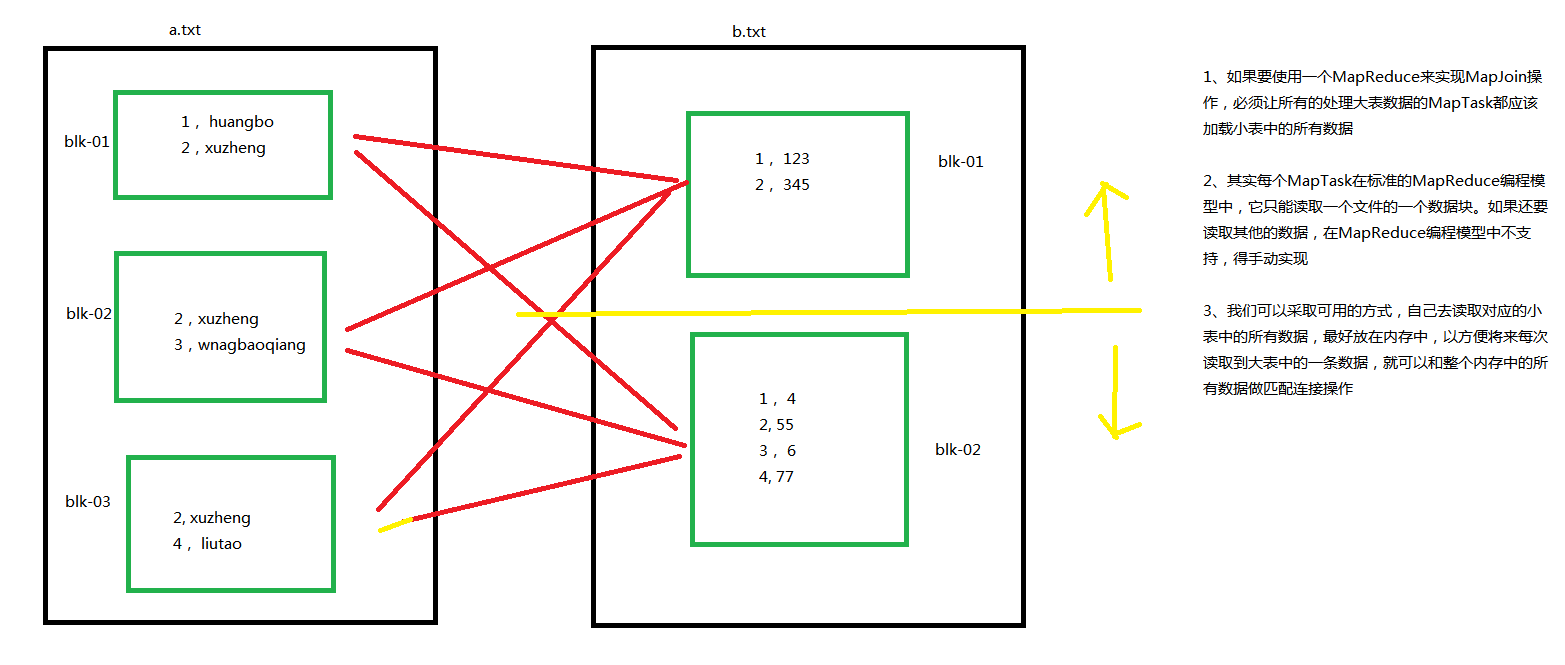 a.txt
blk-01
1， huangbo
2，xuzheng
blk-02
2，xuzheng
3，wnagbaoqiang
blk-03
2, xuzheng
4， liutao
b.txt
1， 123
2， 345
blk-01
1， 4
2, 55
3， 6
4, 77
blk-02
1、如果要使用一个MapReduce来实现MapJoin操
作，必须让所有的处理大表数据的MapTask都应该
加载小表中的所有数据
2、其实每个MapTask在标准的MapReduce编程模
型中，它只能读取一个文件的一个数据块。如果还要
读取其他的数据，在MapReduce编程模型中不支
持，得手动实现
3、我们可以采取可用的方式，自己去读取对应的小
表中的所有数据，最好放在内存中，以方便将来每次
读取到大表中的一条数据，就可以和整个内存中的所
有数据做匹配连接操作